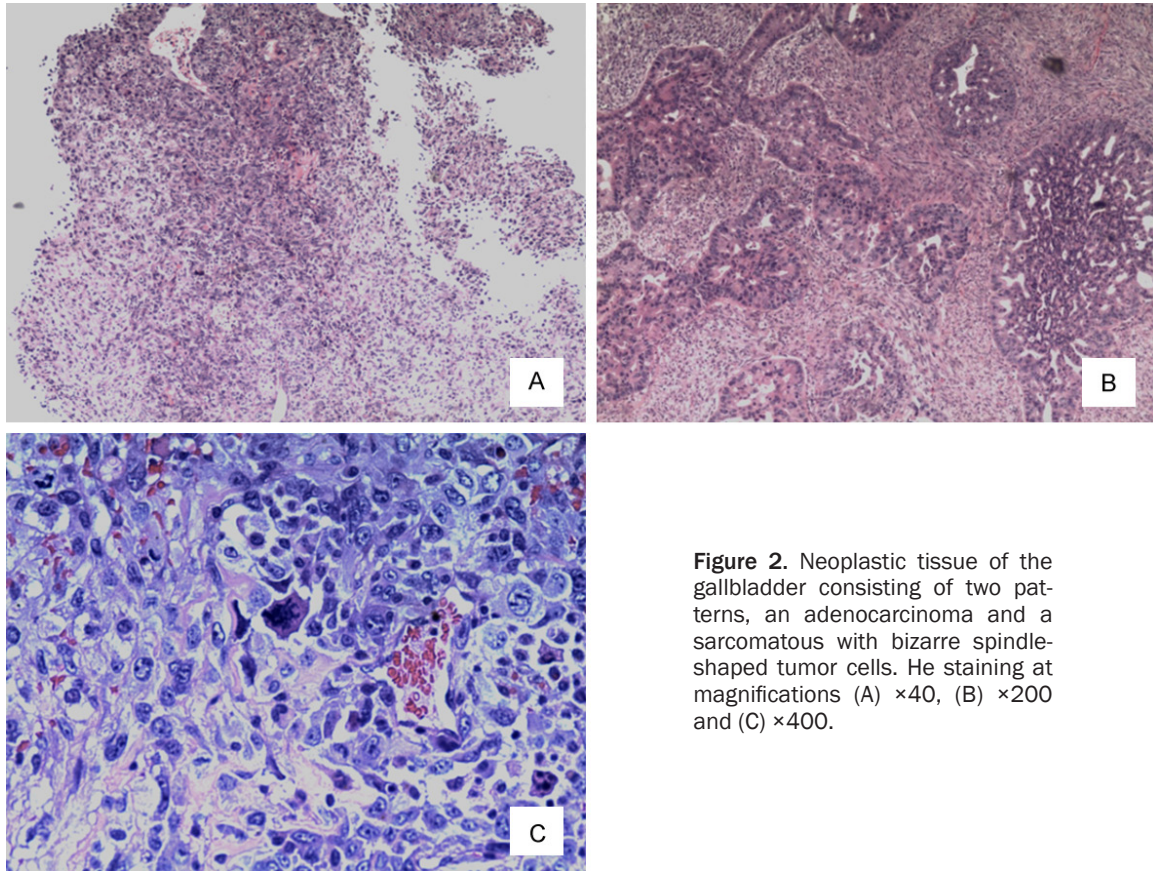 A
B
C
Figure 2. Neoplastic tissue of the
gallbladder consisting of two pat-
terns, an adenocarcinoma and a
sarcomatous with bizarre spindle-
shaped tumor cells. He staining at
magnifications (A) ×40, (B) ×200
and (C) ×400.